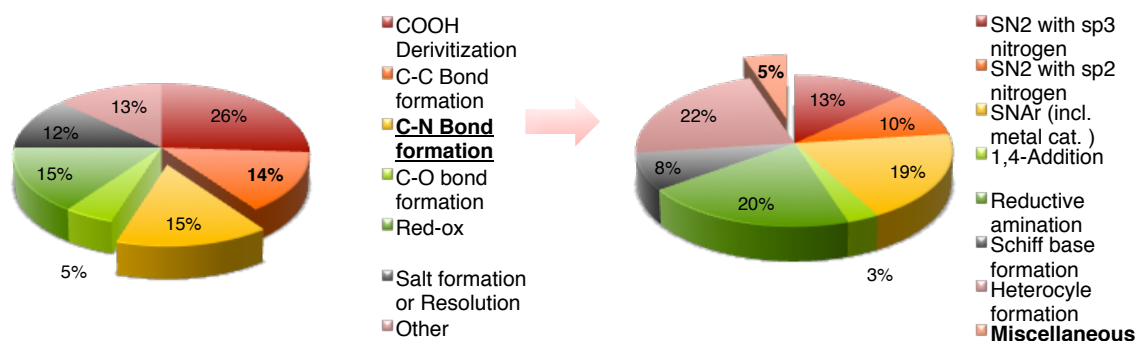 26%
14%
15%
5%
15%
12%
13%
COOH
Derivitization
C-C Bond
formation
C-N Bond
formation
C-O bond
formation
Red-ox
Salt formation
or Resolution
Other
13%
10%
19%
3%
20%
8%
22%
5%
SN2 with sp3
nitrogen
SN2 with sp2
nitrogen
SNAr (incl.
metal cat. )
1,4-Addition
Reductive
amination
Schiff base
formation
Heterocyle
formation
Miscellaneous